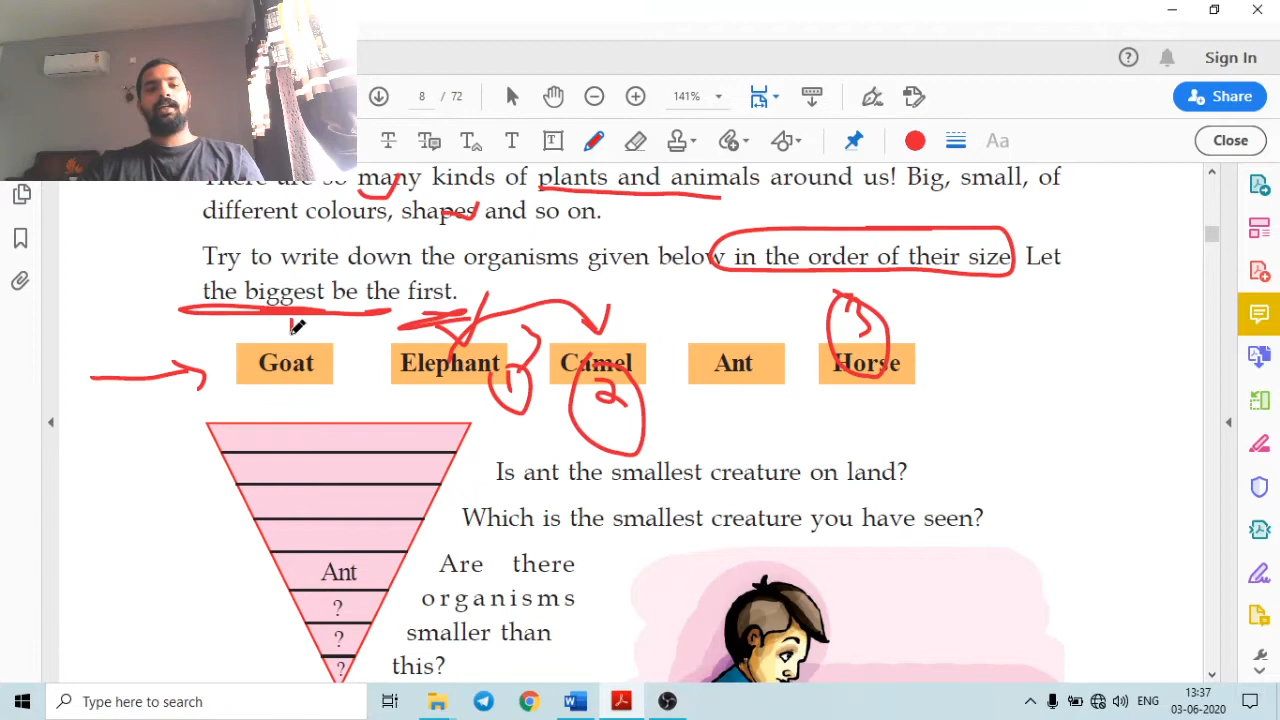 Sign In
8 / 72
141%
Share
Aa
Close
There are so many kinds of plants and animals around us! Big, small, of
different colours, shapes and so on.
Try to write down the organisms given below in the order of their size. Let
the biggest be the first.
Goat Elephant Camel Ant Horse
1 2 3
Is ant the smallest creature on land?
Which is the smallest creature you have seen?
Are there
organisms
smaller than
this?
Ant
?
?
?
Type here to search
ENG
13:37
03-06-2020